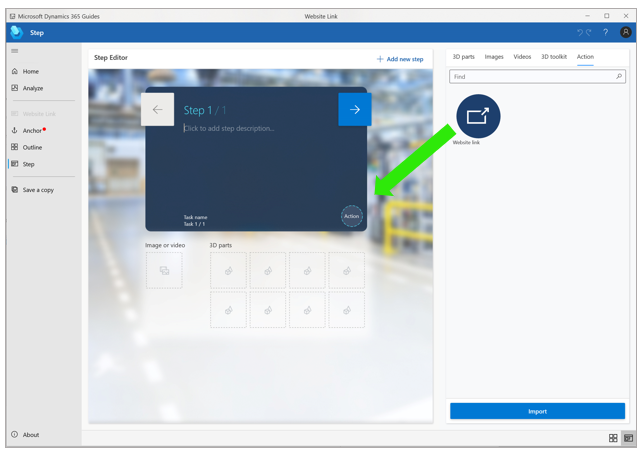 Microsoft Dynamics 365 Guides
Website Link
Step
?
Home
Analyze
Website Link
Anchor
Outline
Step
Save a copy
About
Step Editor
+ Add new step
Step 1 / 1
Click to add step description...
Task name
Task 1 / 1
Action
Image or video
3D parts
3D parts
Images
Videos
3D toolkit
Action
Find
Website link
Import